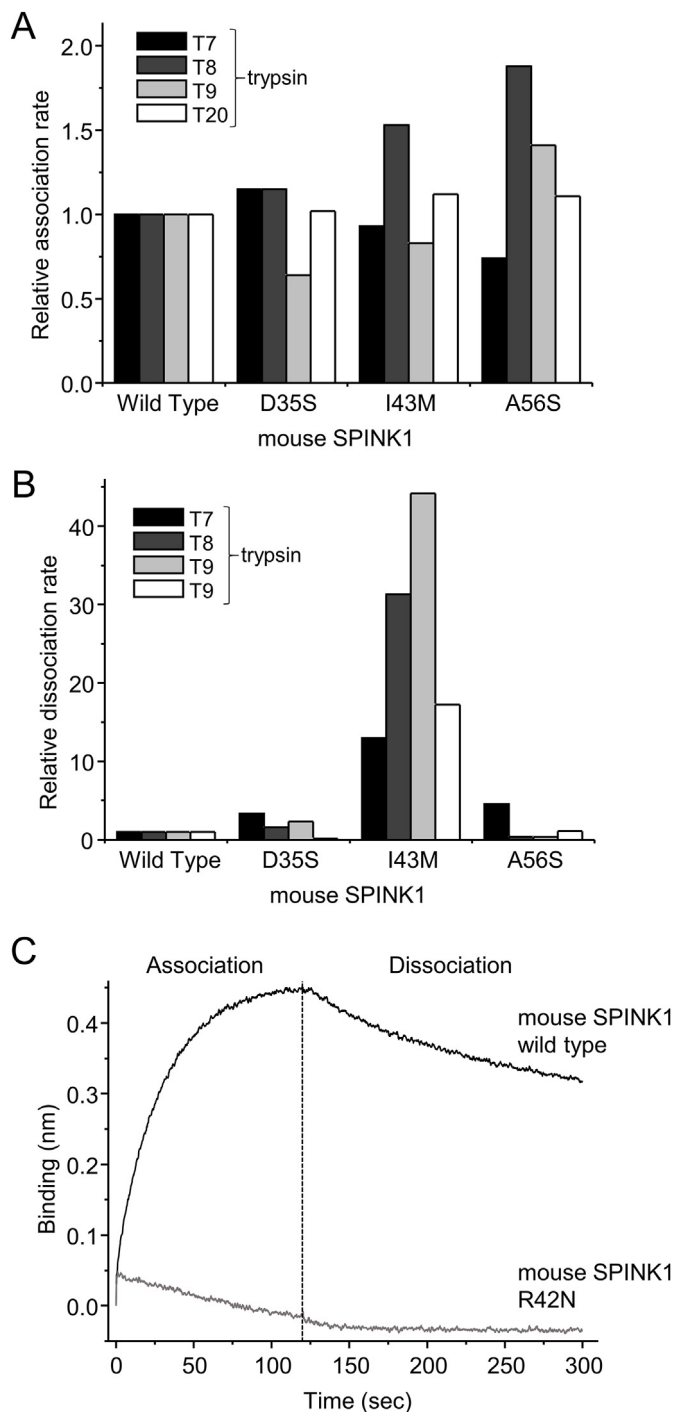 A
T7
T8
T9
T20
trypsin
2.0
1.5
1.0
0.5
0.0
Relative association rate
Wild Type D35S I43M A56S
mouse SPINK1
B
T7
T8
T9
T9
trypsin
40
30
20
10
0
Relative dissociation rate
Wild Type D35S I43M A56S
mouse SPINK1
C
Association Dissociation
mouse SPINK1
wild type
0.4
0.3
0.2
0.1
0.0
Binding (nm)
mouse SPINK1
R42N
0 50 100 150 200 250 300
Time (sec)